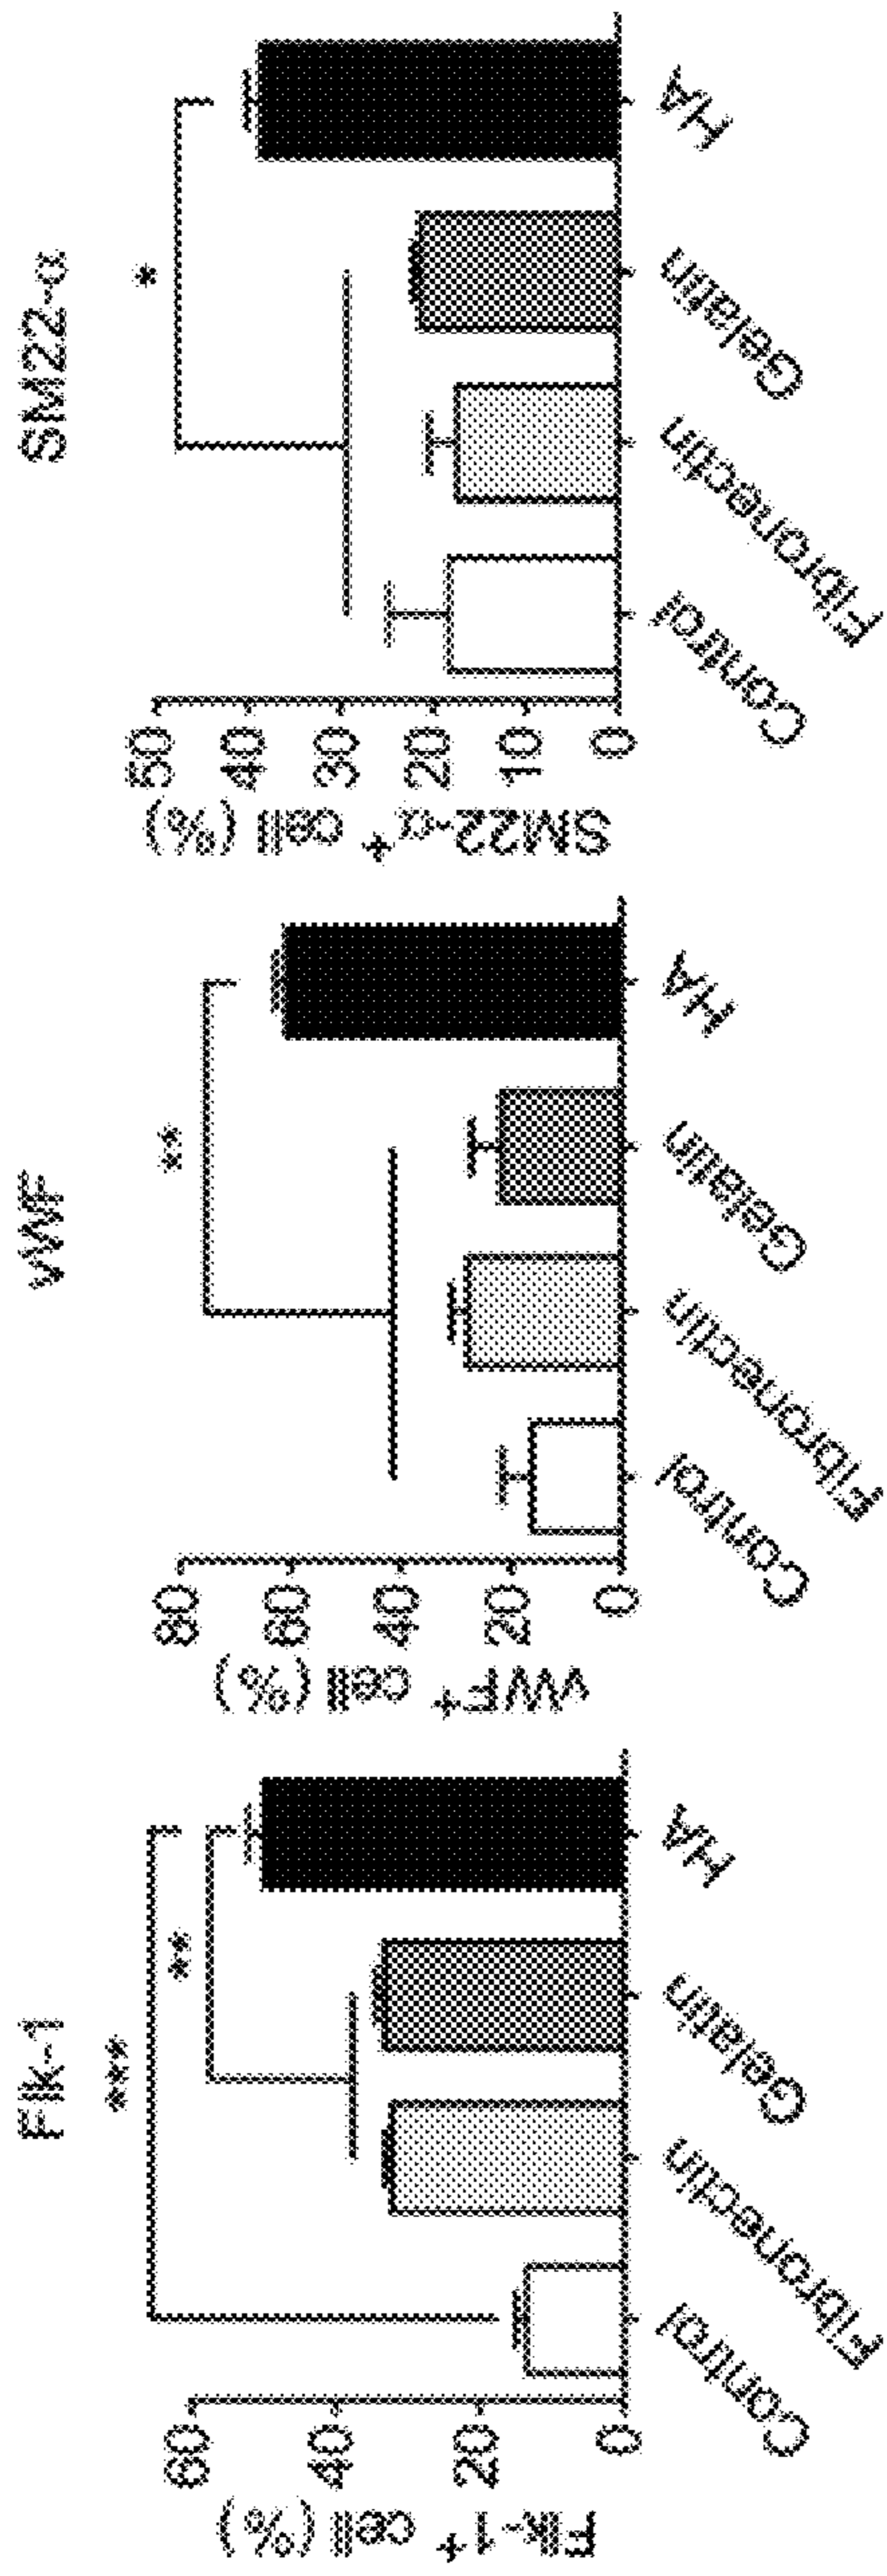 Flk-1
***
**
Flk-1+ cell (%)
60
40
20
0
Control
Fibronectin
Gelatin
HA
vWF
**
vWF+ cell (%)
80
60
40
20
0
Control
Fibronectin
Gelatin
HA
SM22-α
*
SM22-α+ cell (%)
50
40
30
20
10
0
Control
Fibronectin
Gelatin
HA